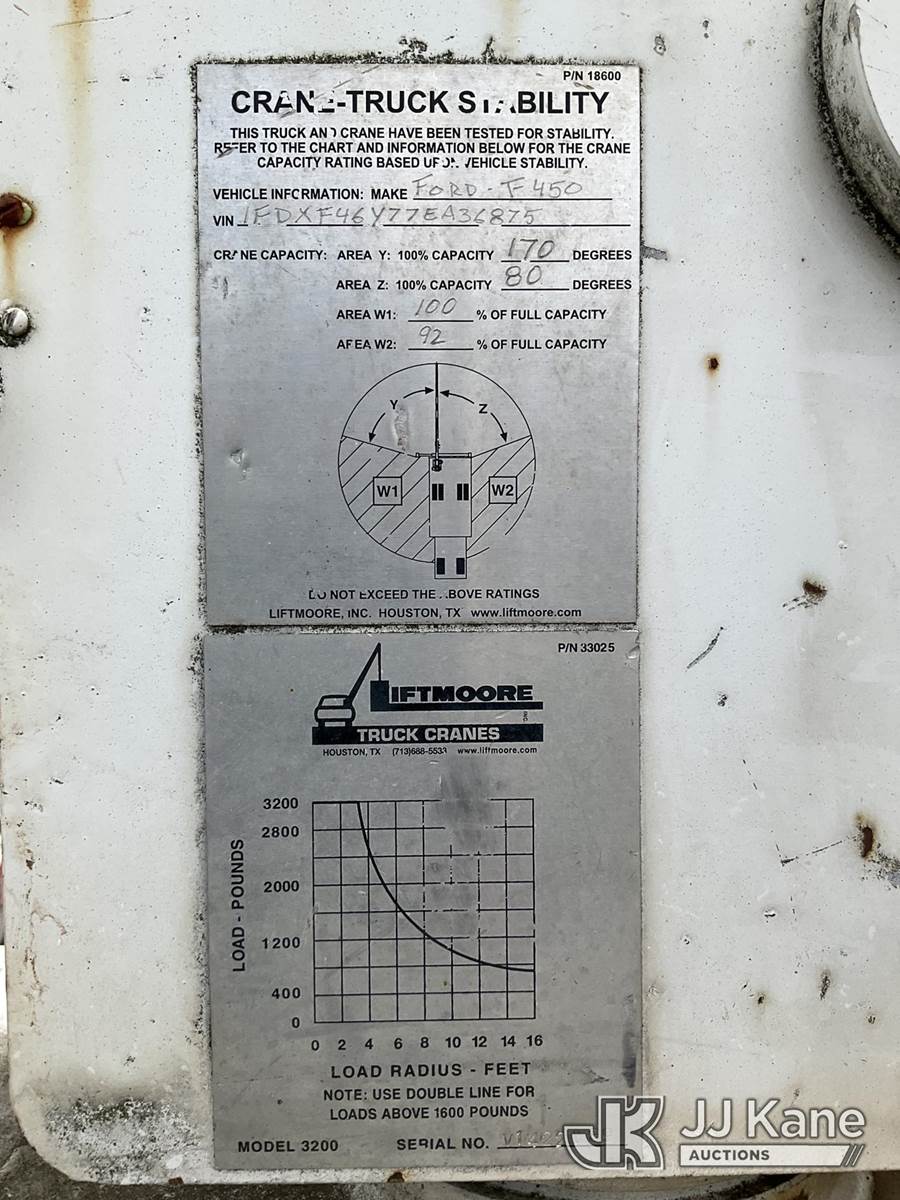 P/N 18600
CRANE-TRUCK STABILITY
THIS TRUCK AND CRANE HAVE BEEN TESTED FOR STABILITY.
REFER TO THE CHART AND INFORMATION BELOW FOR THE CRANE
CAPACITY RATING BASED UPON VEHICLE STABILITY.
VEHICLE INFORMATION: MAKE FORD - F450
VIN 1FDXF46Y77EA36875
CRANE CAPACITY: AREA Y: 100% CAPACITY 170 DEGREES
AREA Z: 100% CAPACITY 80 DEGREES
AREA W1: 100 % OF FULL CAPACITY
AREA W2: 92 % OF FULL CAPACITY
Y Z
W1 W2
DO NOT EXCEED THE ABOVE RATINGS
LIFTMOORE, INC. HOUSTON, TX www.liftmoore.com
P/N 33025
LIFTMOORE INC.
TRUCK CRANES
HOUSTON, TX (713)688-5533 www.liftmoore.com
LOAD - POUNDS
3200
2800
2000
1200
400
0
0 2 4 6 8 10 12 14 16
LOAD RADIUS - FEET
NOTE: USE DOUBLE LINE FOR
LOADS ABOVE 1600 POUNDS
MODEL 3200 SERIAL NO.
JK JJ Kane
AUCTIONS